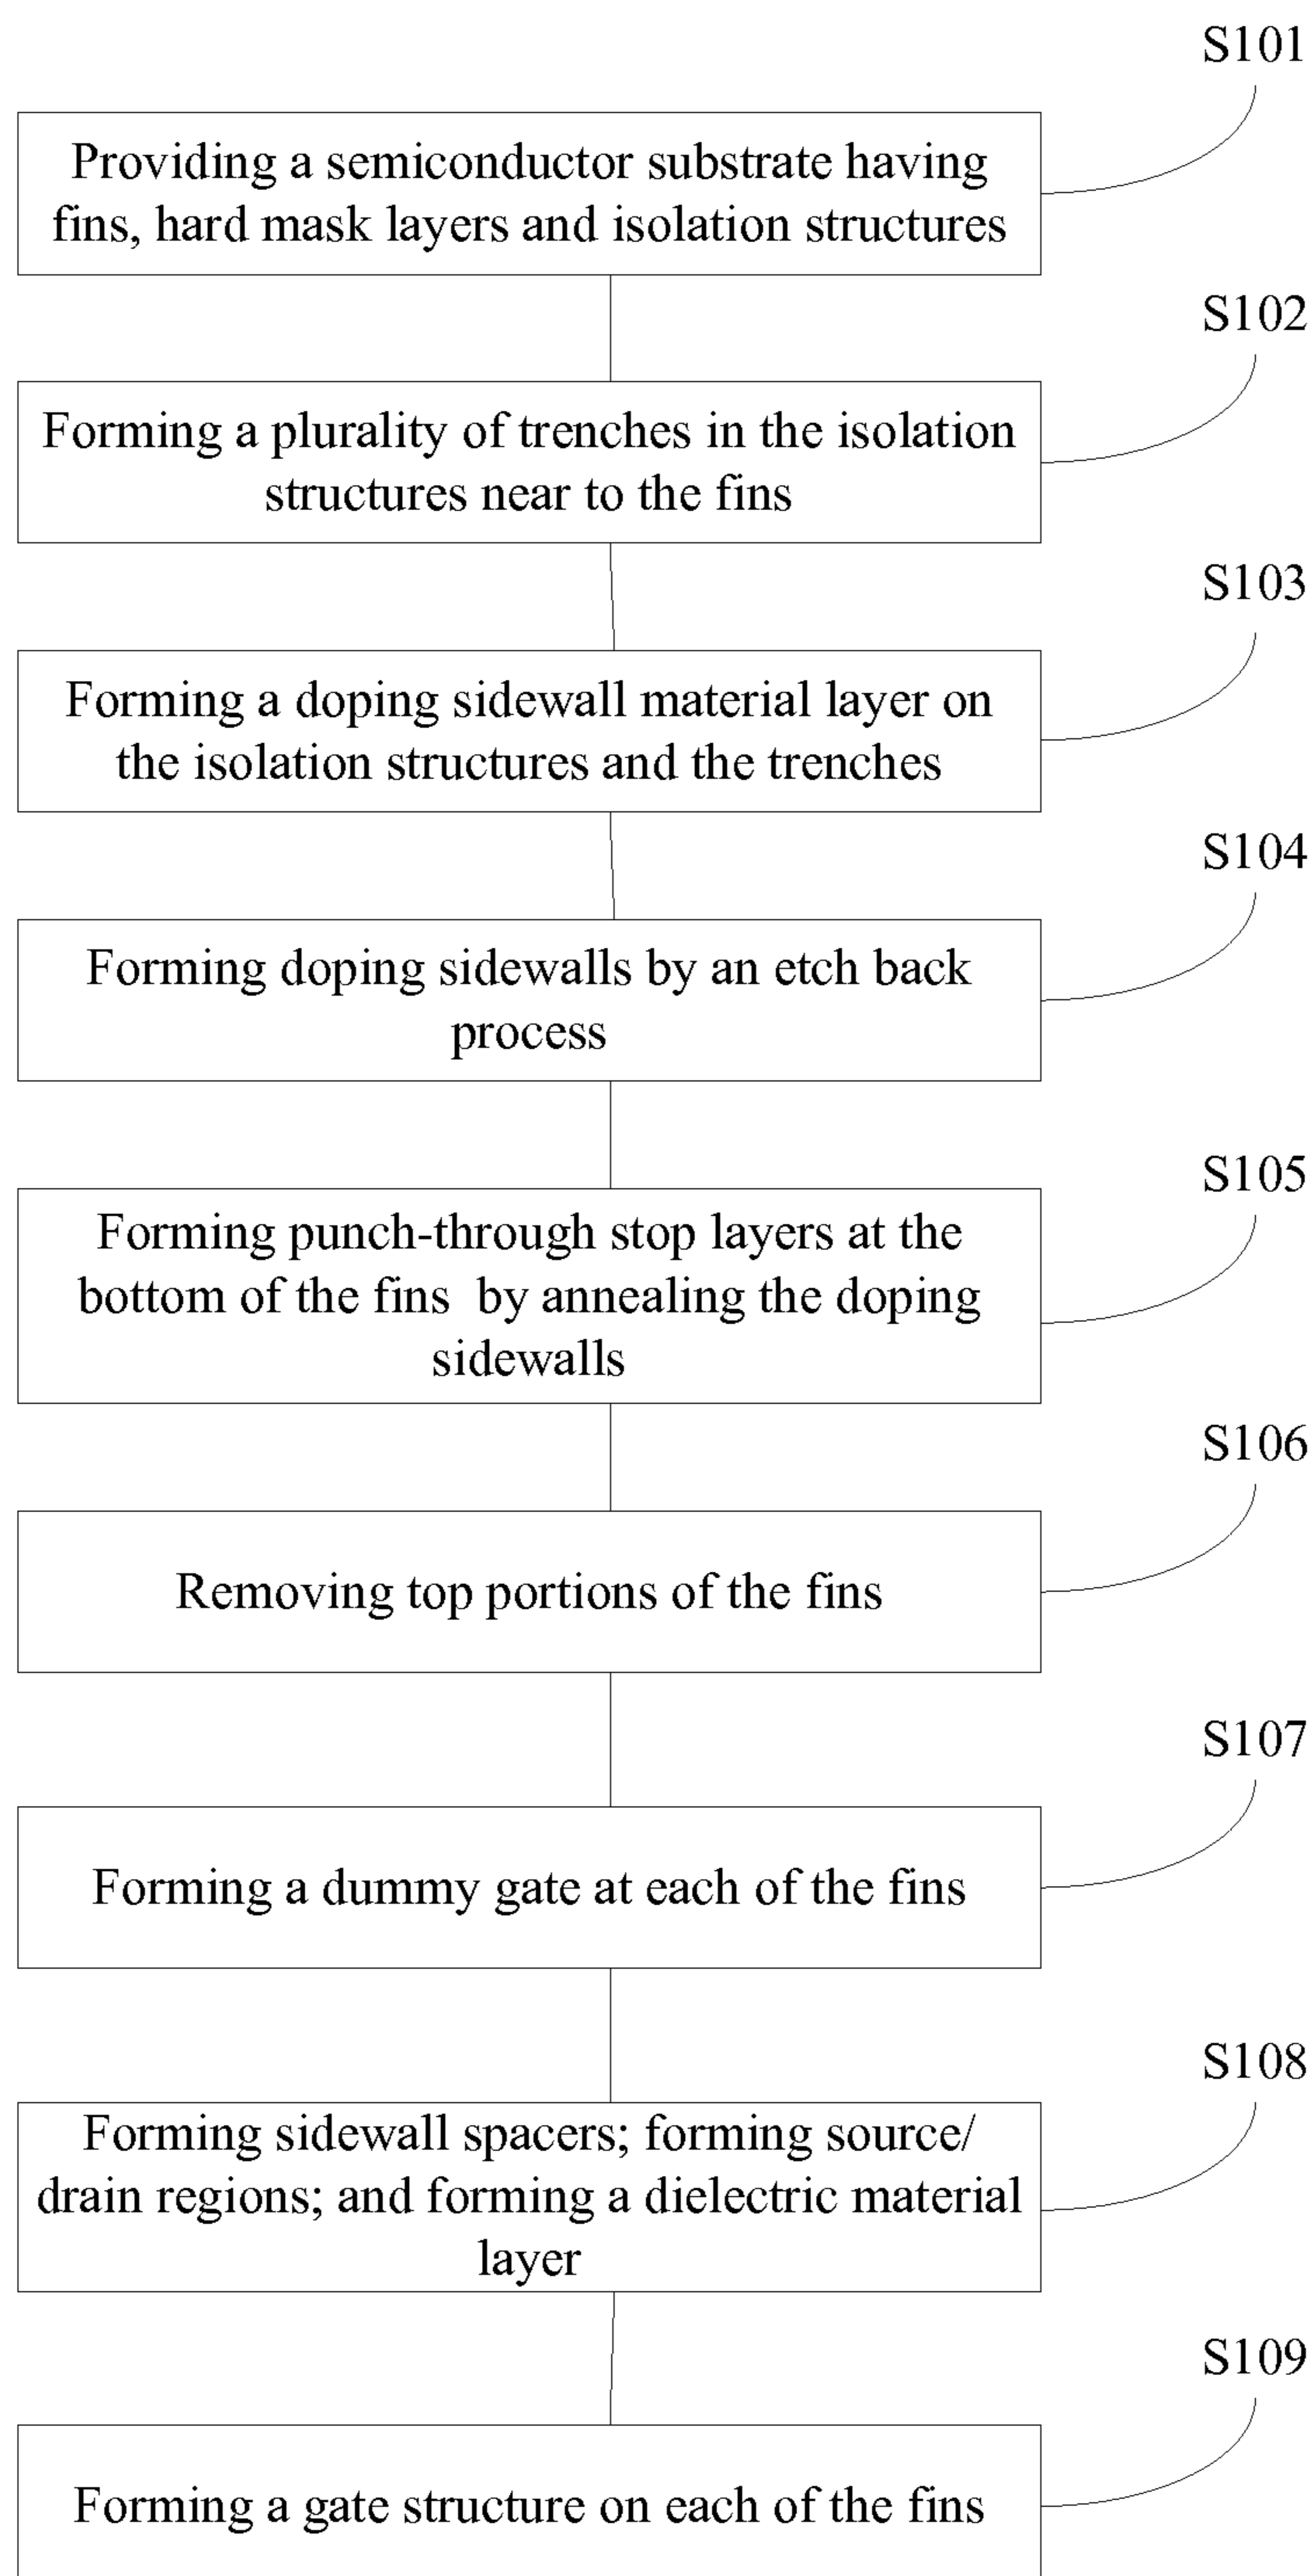 S101
Providing a semiconductor substrate having
fins, hard mask layers and isolation structures
S102
Forming a plurality of trenches in the isolation
structures near to the fins
S103
Forming a doping sidewall material layer on
the isolation structures and the trenches
S104
Forming doping sidewalls by an etch back
process
S105
Forming punch-through stop layers at the
bottom of the fins  by annealing the doping
sidewalls
S106
Removing top portions of the fins
S107
Forming a dummy gate at each of the fins
S108
Forming sidewall spacers; forming source/
drain regions; and forming a dielectric material
layer
S109
Forming a gate structure on each of the fins